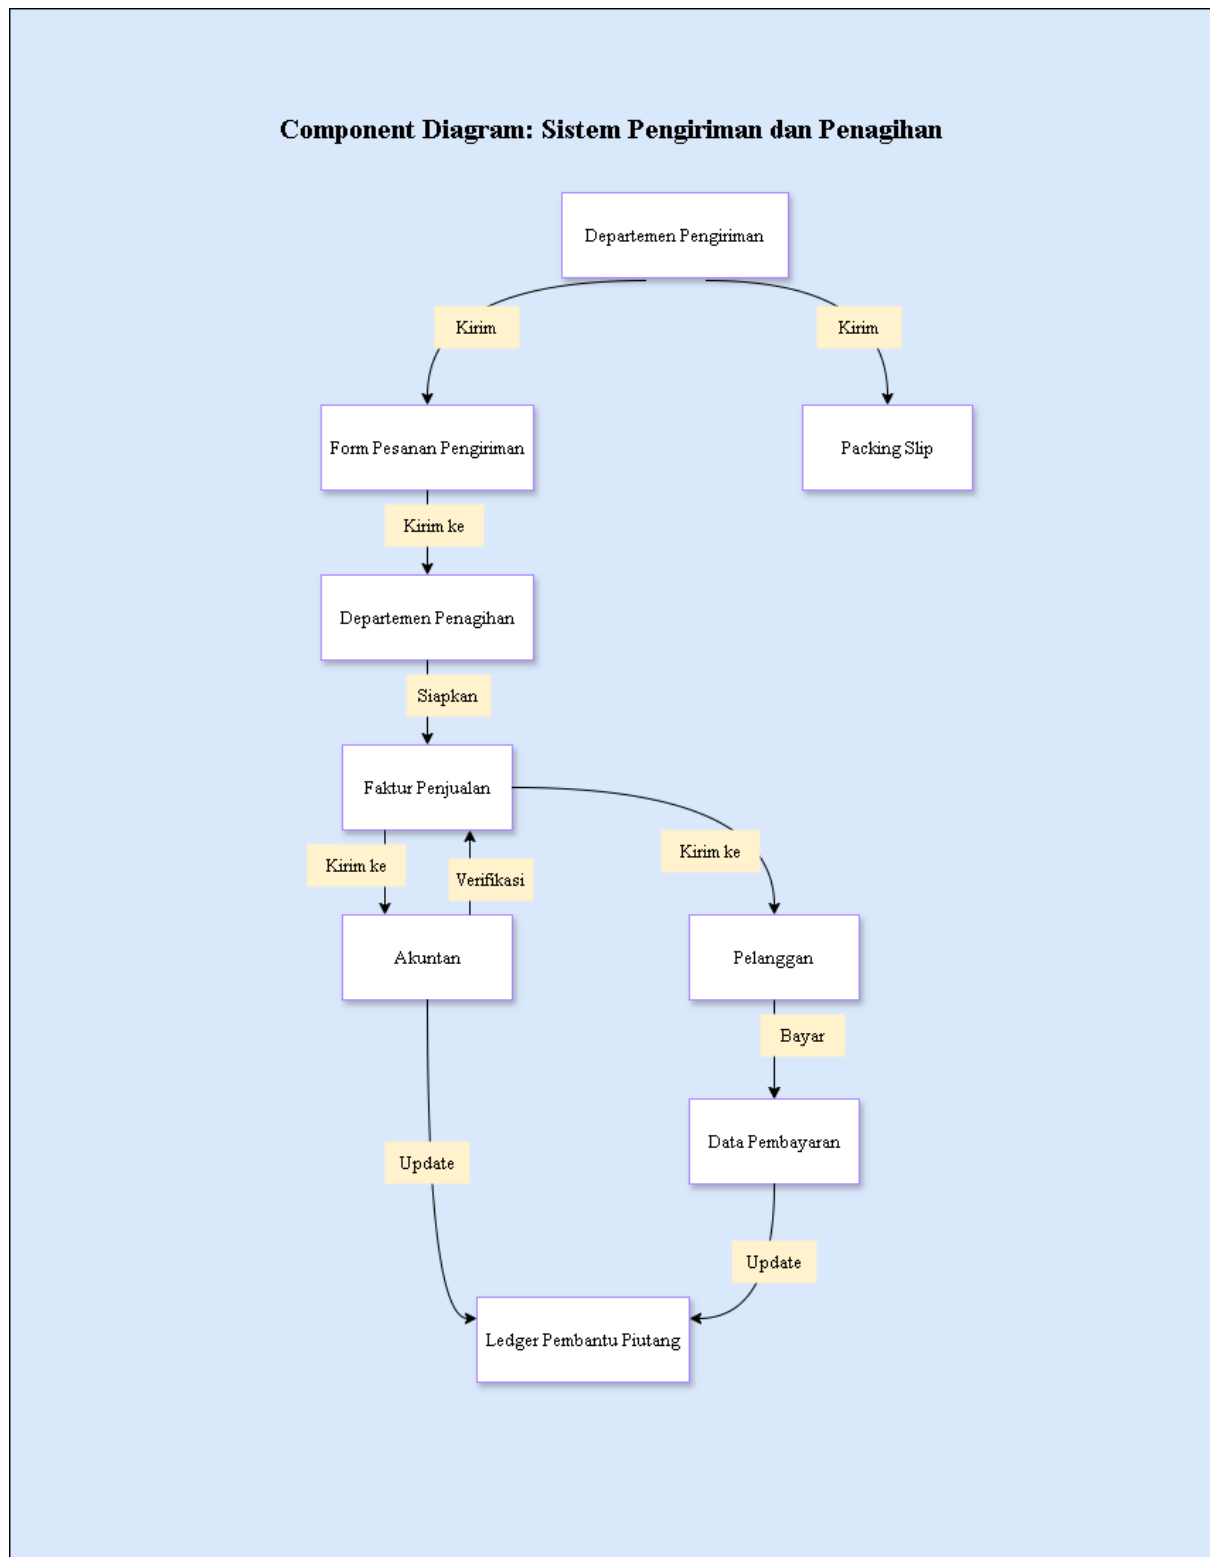 Component Diagram: Sistem Pengiriman dan Penagihan
Departemen Pengiriman
Kirim
Kirim
Form Pesanan Pengiriman
Packing Slip
Kirim ke
Departemen Penagihan
Siapkan
Faktur Penjualan
Kirim ke
Verifikasi
Kirim ke
Akuntan
Pelanggan
Bayar
Data Pembayaran
Update
Update
Ledger Pembantu Piutang